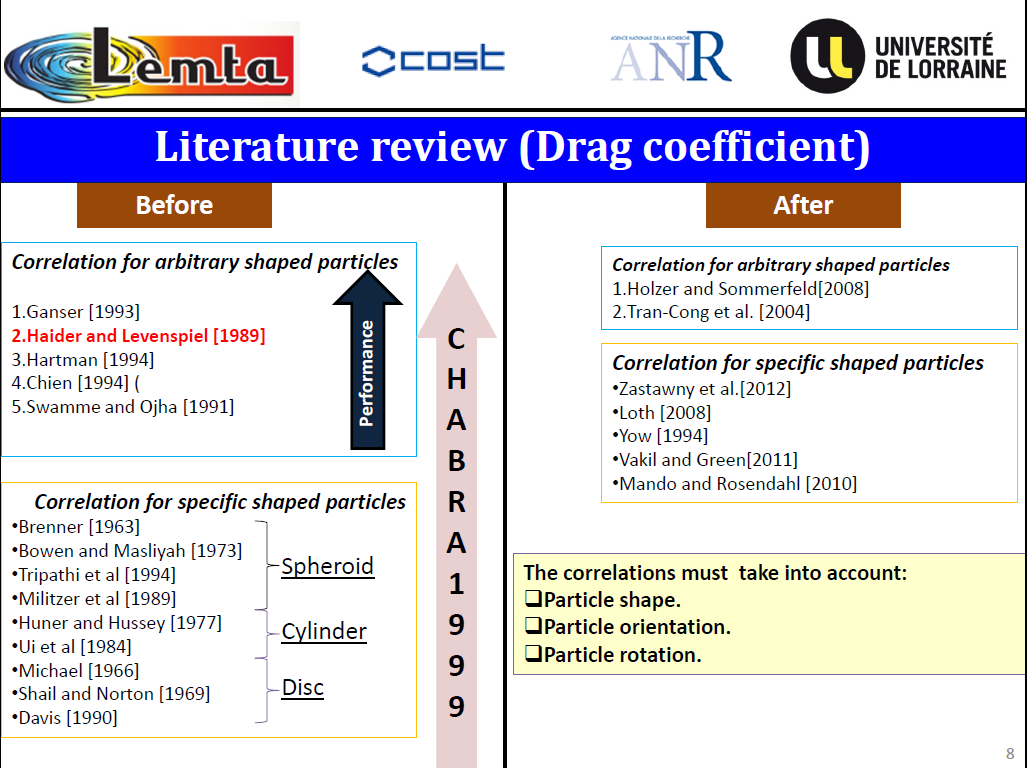 Lemta
cost
AGENCE NATIONALE DE LA RECHERCHE
ANR
UNIVERSITÉ
DE LORRAINE
Literature review (Drag coefficient)
Before
Correlation for arbitrary shaped particles
1.Ganser [1993]
2.Haider and Levenspiel [1989]
3.Hartman [1994]
4.Chien [1994] (
5.Swamme and Ojha [1991]
Performance
Correlation for specific shaped particles
•Brenner [1963]
•Bowen and Masliyah [1973]
•Tripathi et al [1994]
•Militzer et al [1989]
•Huner and Hussey [1977]
•Ui et al [1984]
•Michael [1966]
•Shail and Norton [1969]
•Davis [1990]
Spheroid
Cylinder
Disc
C
H
A
B
R
A
1
9
9
9
After
Correlation for arbitrary shaped particles
1.Holzer and Sommerfeld[2008]
2.Tran-Cong et al. [2004]
Correlation for specific shaped particles
•Zastawny et al.[2012]
•Loth [2008]
•Yow [1994]
•Vakil and Green[2011]
•Mando and Rosendahl [2010]
The correlations must  take into account:
❑Particle shape.
❑Particle orientation.
❑Particle rotation.
8